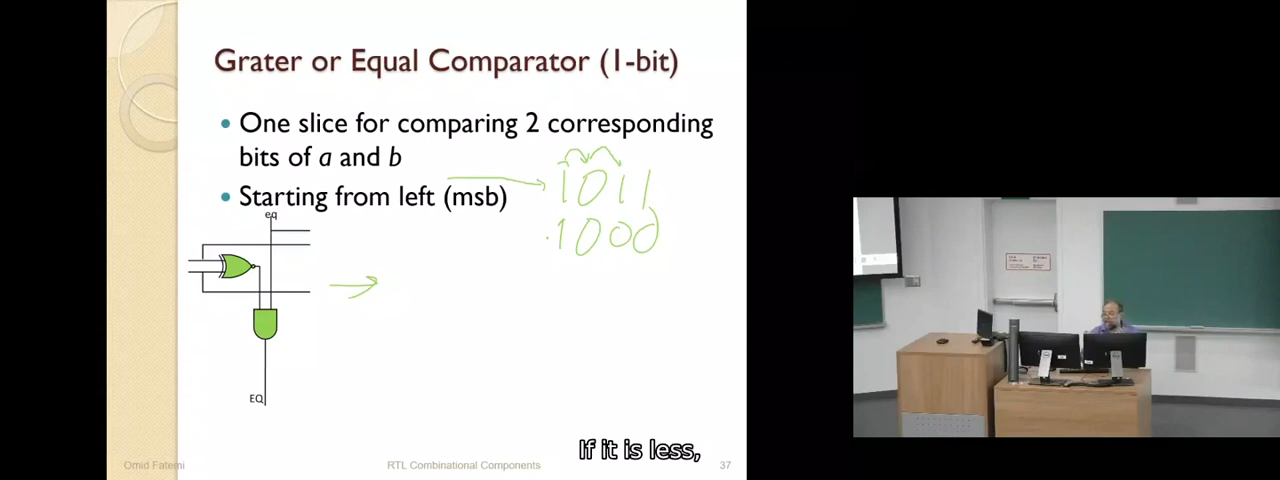 Grater or Equal Comparator (1-bit)
• One slice for comparing 2 corresponding
bits of a and b
• Starting from left (msb)
1011
1000
eq
EQ
If it is less,
Omid Fatemi
RTL Combinational Components
37